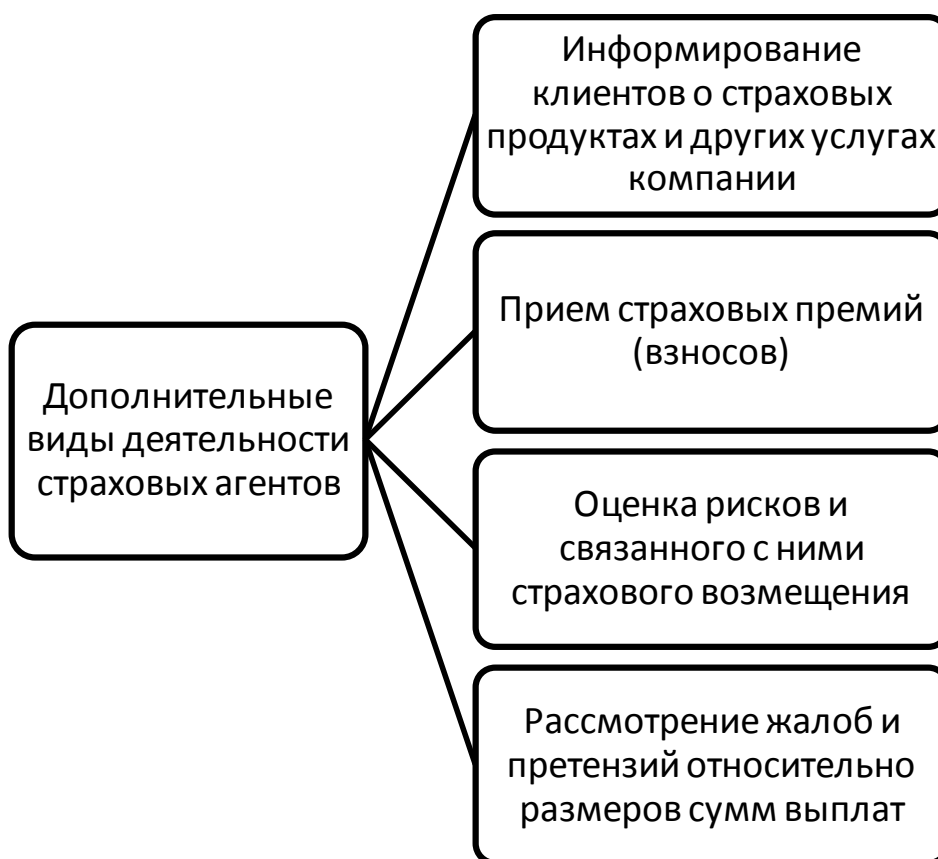 Дополнительные
виды деятельности
страховых агентов
Информирование
клиентов о страховых
продуктах и других услугах
компании
Прием страховых премий
(взносов)
Оценка рисков и
связанного с ними
страхового возмещения
Рассмотрение жалоб и
претензий относительно
размеров сумм выплат